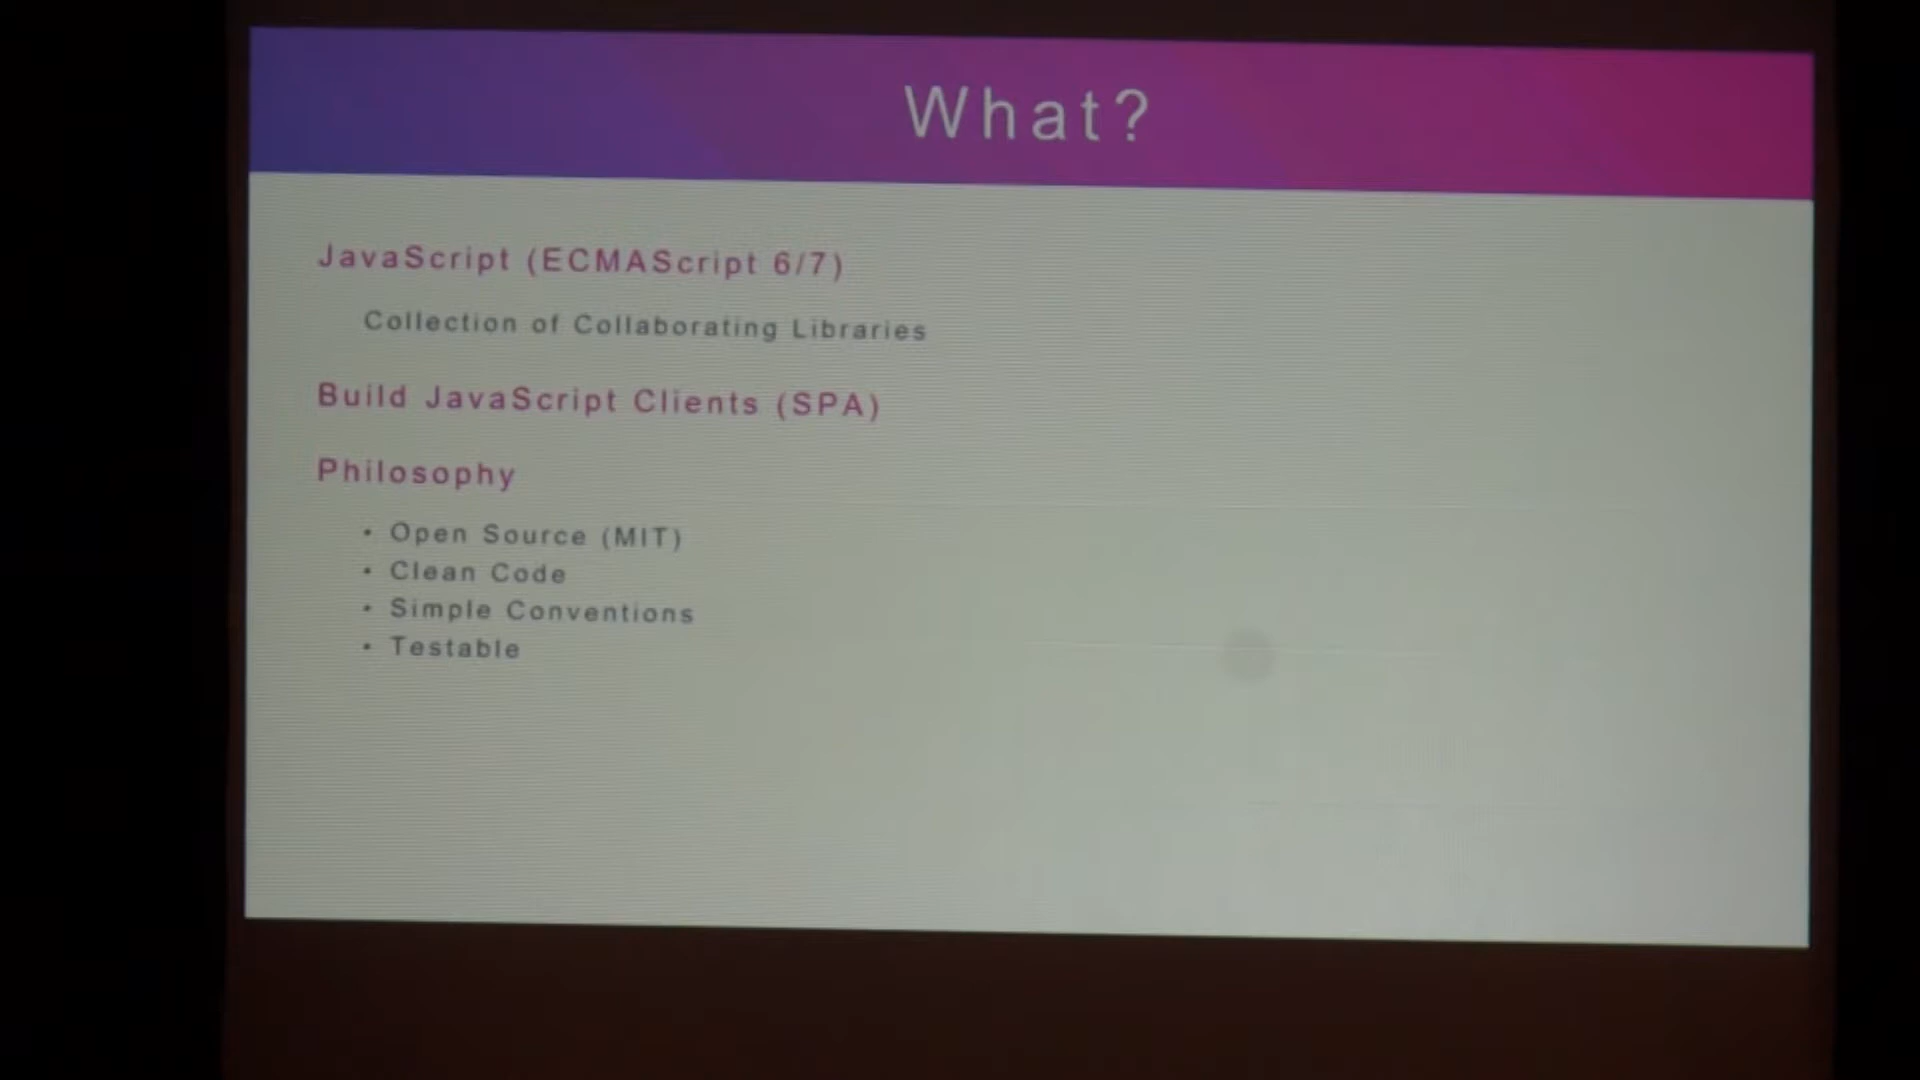 What?
JavaScript (ECMAScript 6/7)
Collection of Collaborating Libraries
Build JavaScript Clients (SPA)
Philosophy
• Open Source (MIT)
• Clean Code
• Simple Conventions
• Testable